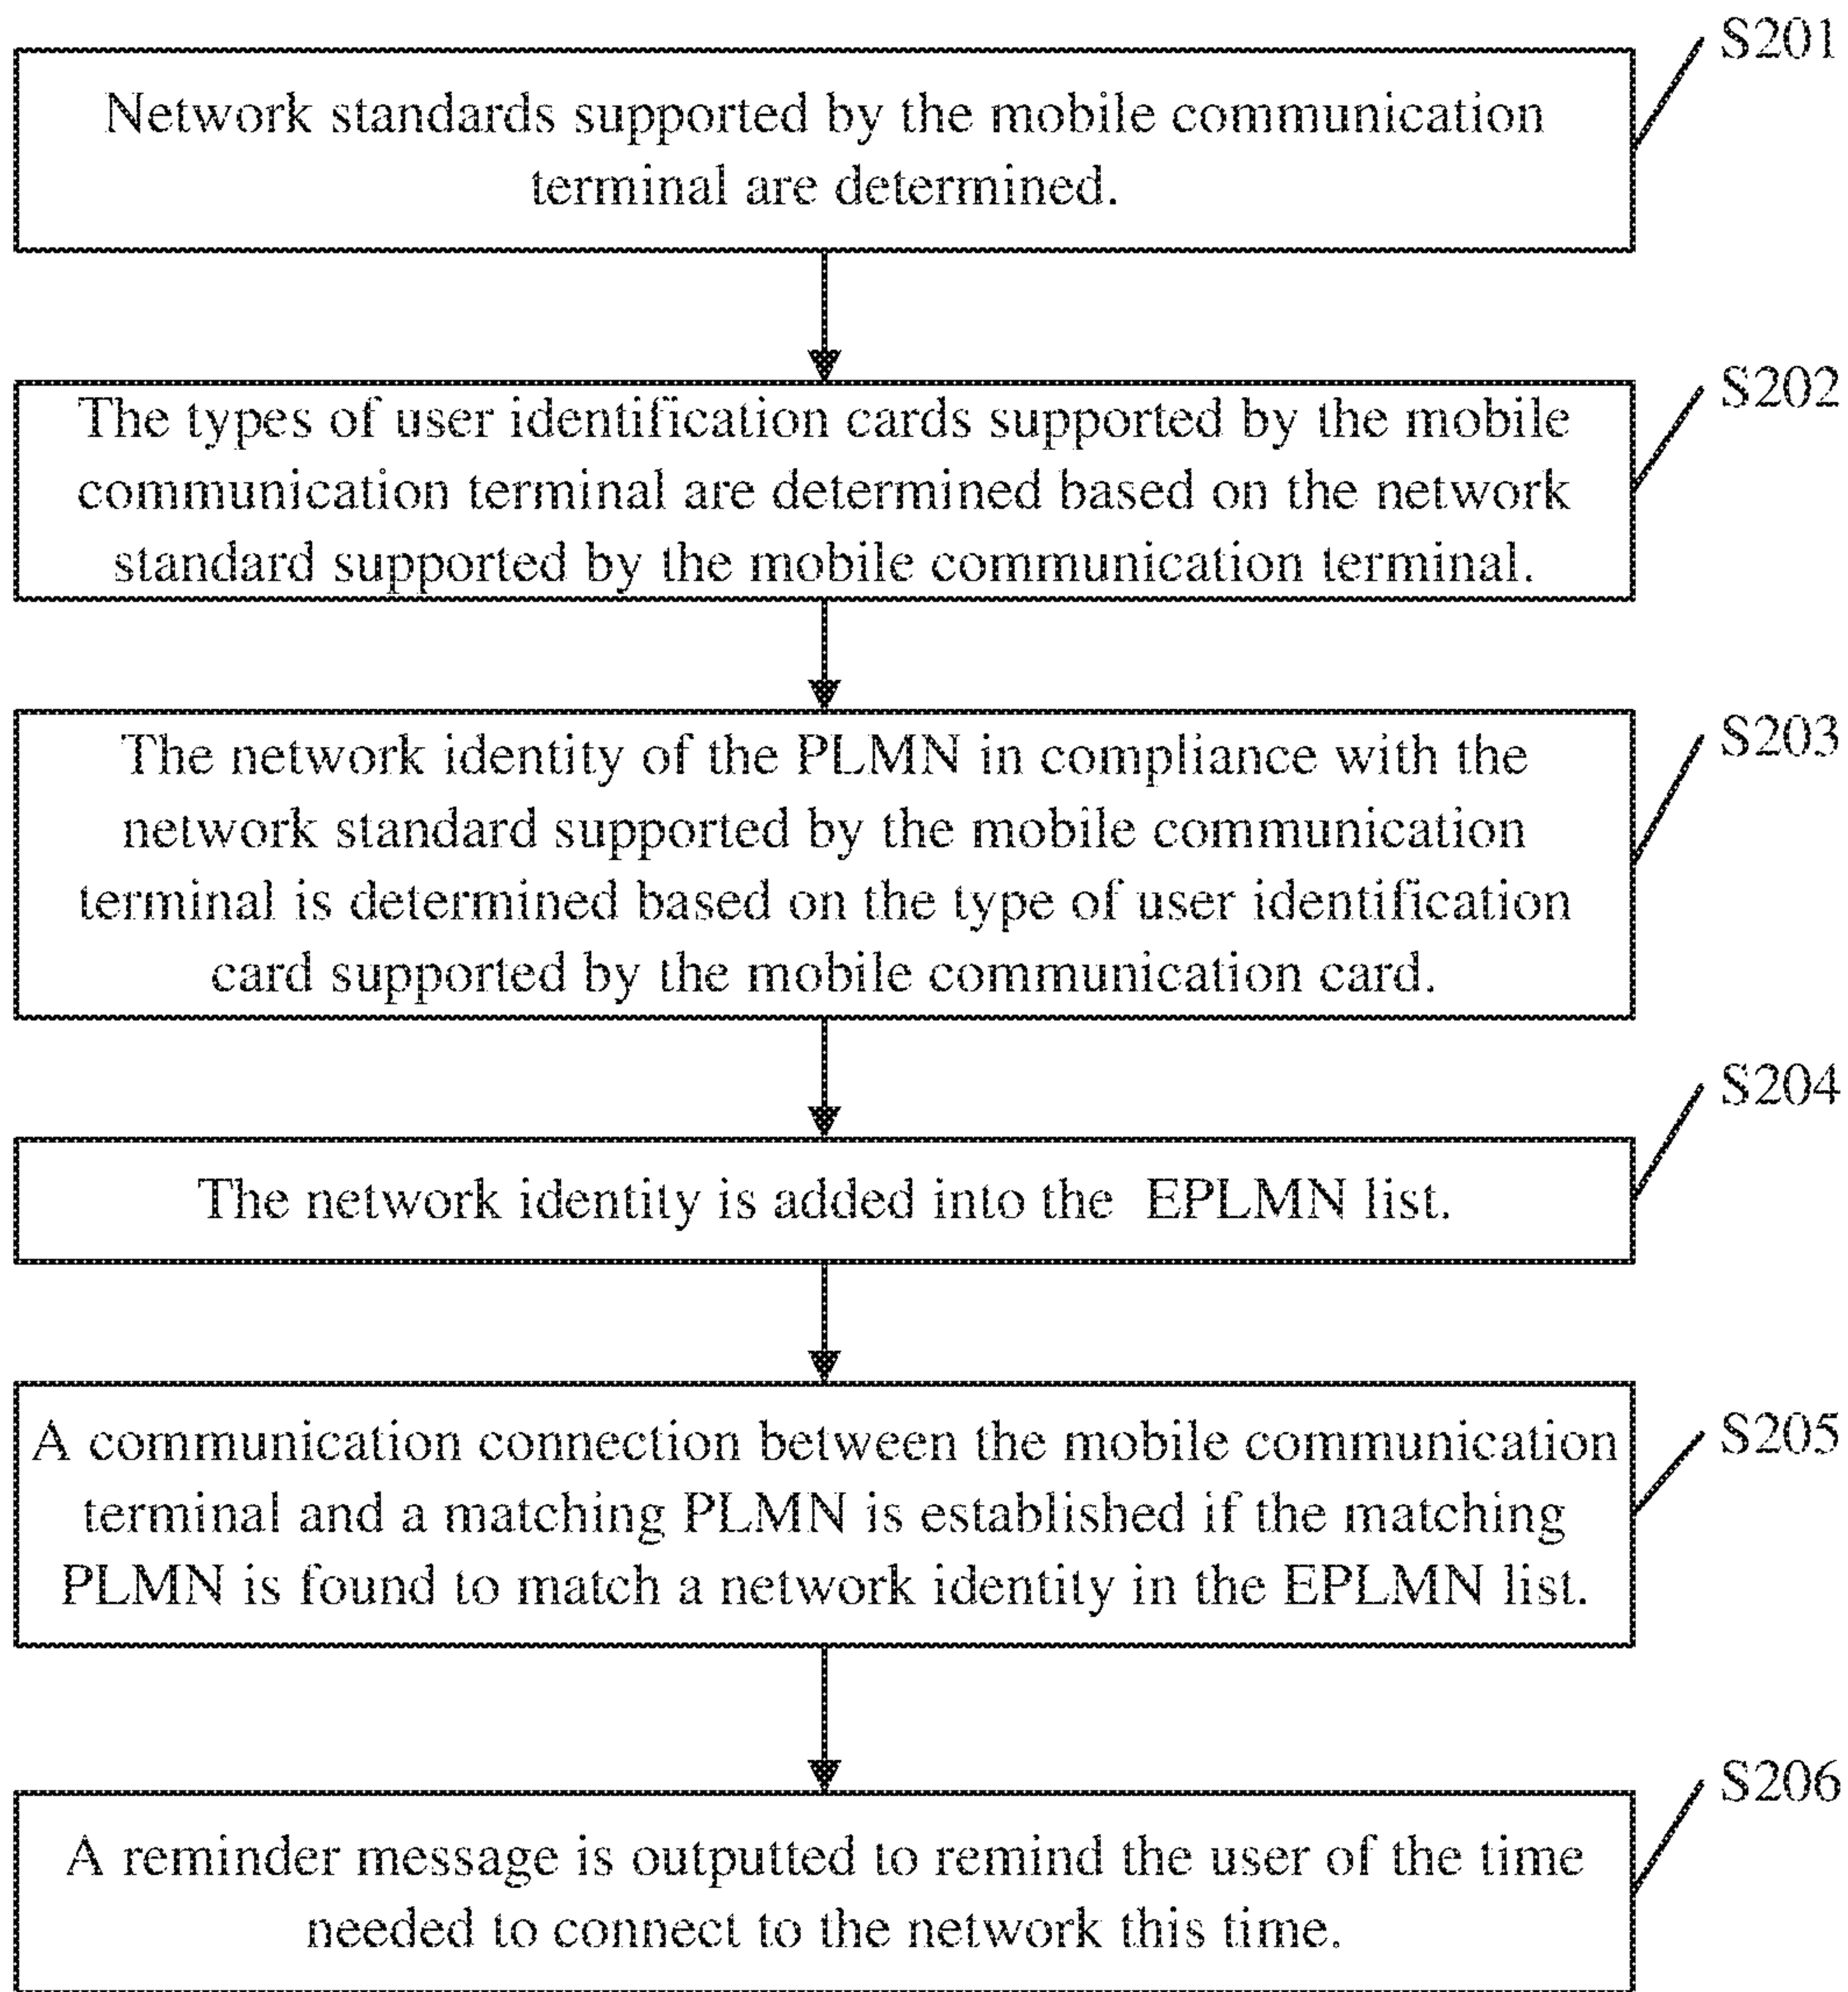 S201
Network standards supported by the mobile communication
terminal are determined.
S202
The types of user identification cards supported by the mobile
communication terminal are determined based on the network
standard supported by the mobile communication terminal.
S203
The network identity of the PLMN in compliance with the
network standard supported by the mobile communication
terminal is determined based on the type of user identification
card supported by the mobile communication card.
S204
The network identity is added into the EPLMN list.
S205
A communication connection between the mobile communication
terminal and a matching PLMN is established if the matching
PLMN is found to match a network identity in the EPLMN list.
S206
A reminder message is outputted to remind the user of the time
needed to connect to the network this time.